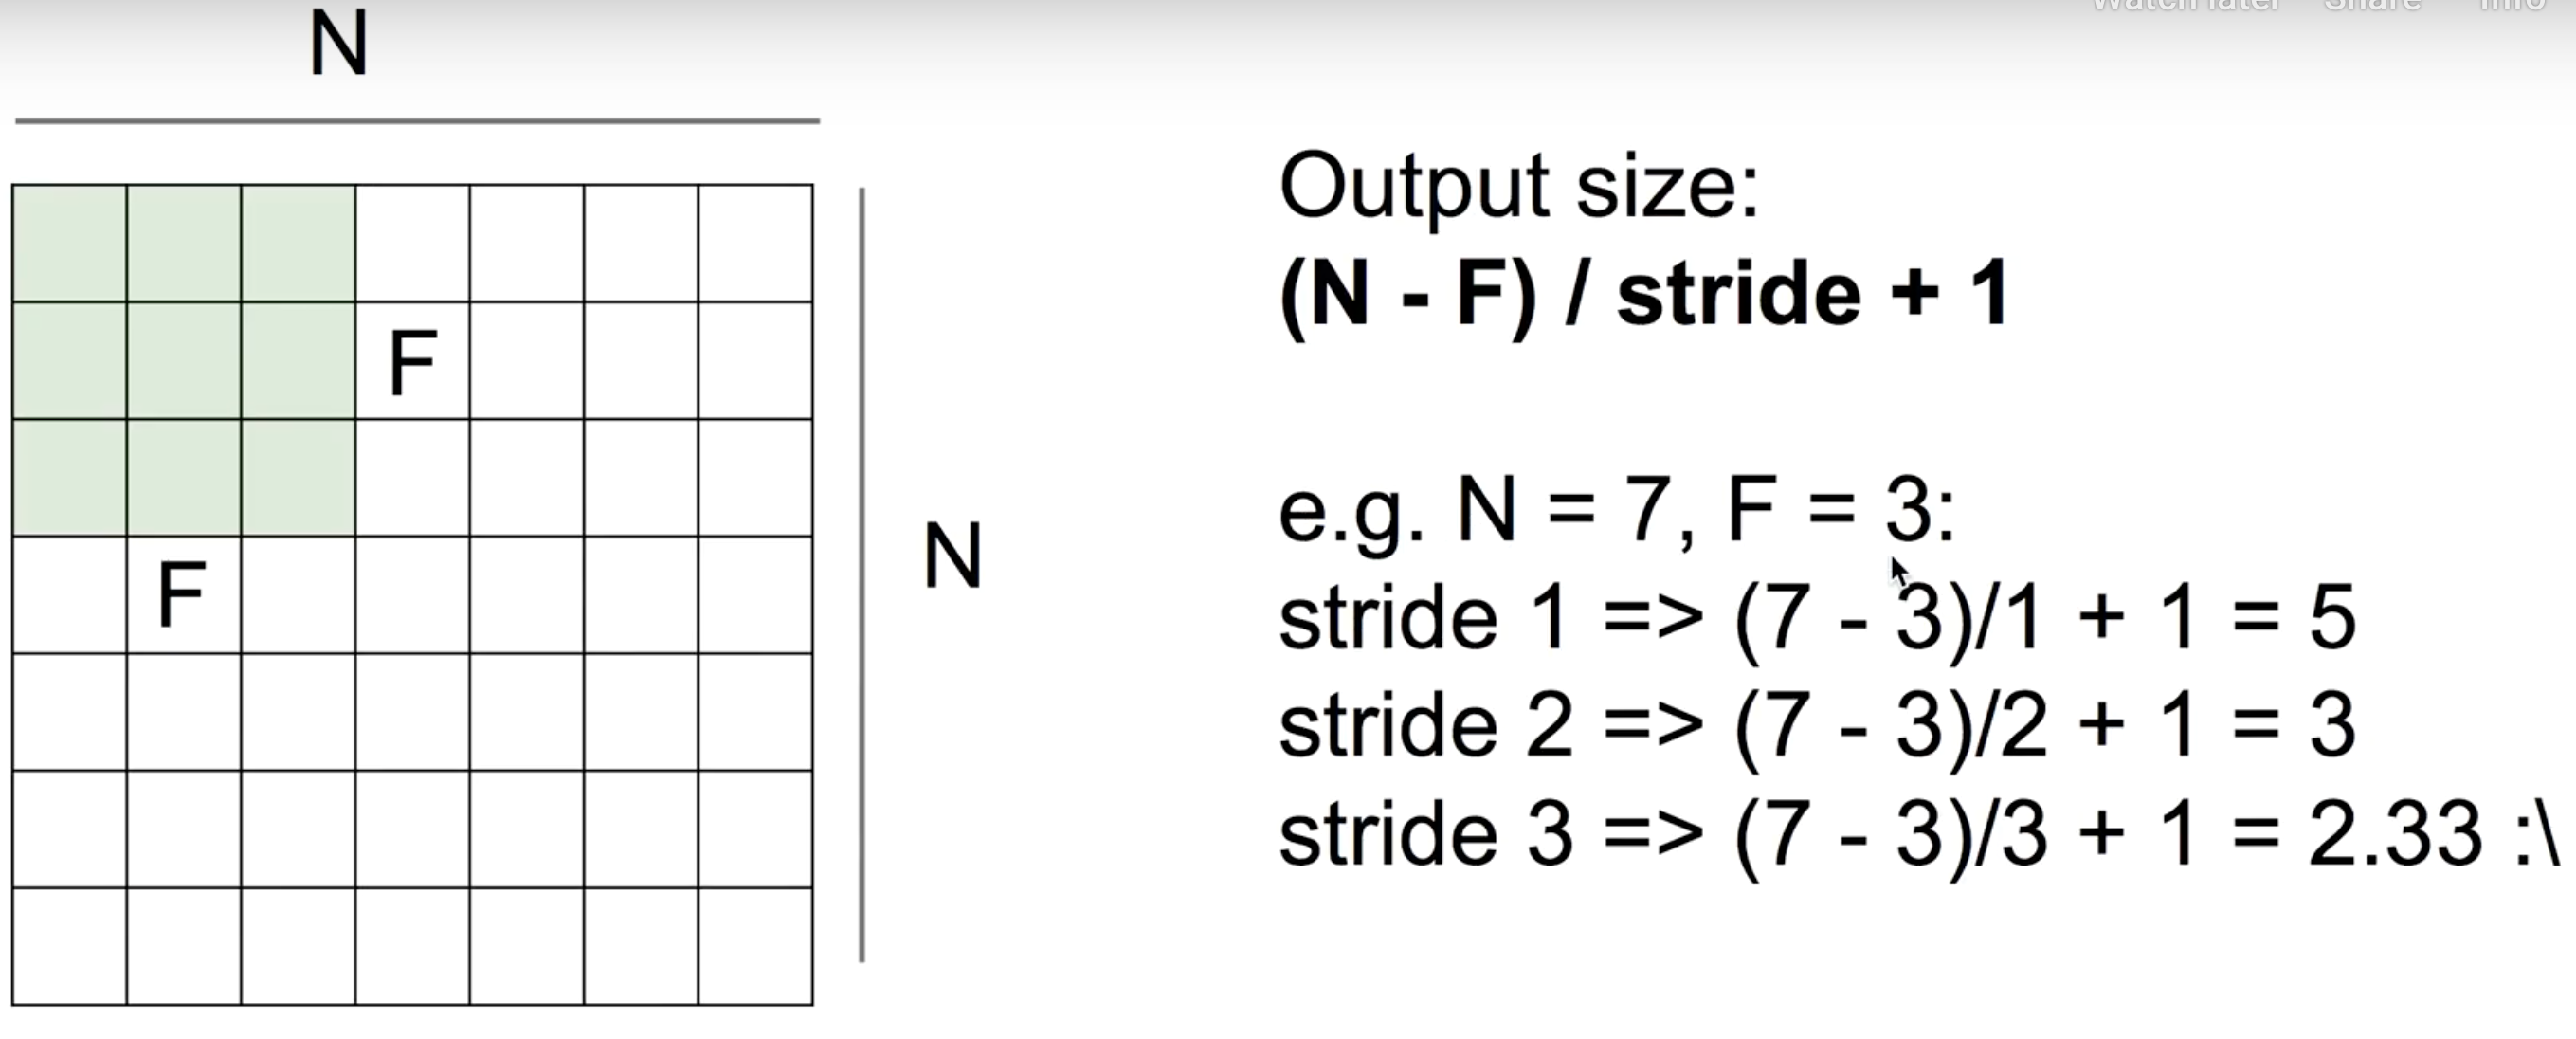 Watch later Share Info
N
F
F
N
Output size:
(N - F) / stride + 1
e.g. N = 7, F = 3:
stride 1 => (7 - 3)/1 + 1 = 5
stride 2 => (7 - 3)/2 + 1 = 3
stride 3 => (7 - 3)/3 + 1 = 2.33 :\